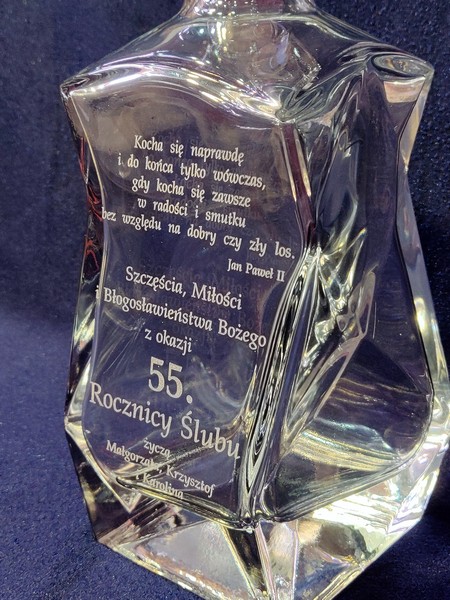 Kocha się naprawdę
i do końca tylko wówczas,
gdy kocha się zawsze
w radości i smutku
bez względu na dobry czy zły los.
Jan Paweł II
Szczęścia, Miłości
i Błogosławieństwa Bożego
z okazji
55.
Rocznicy Ślubu
życzą
Małgorzata, Krzysztof
i Karolina